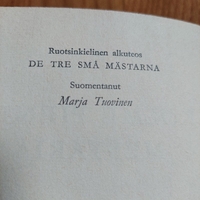 Ruotsinkielinen alkuteos
DE TRE SMÅ MÄSTARNA
Suomentanut
Marja Tuovinen